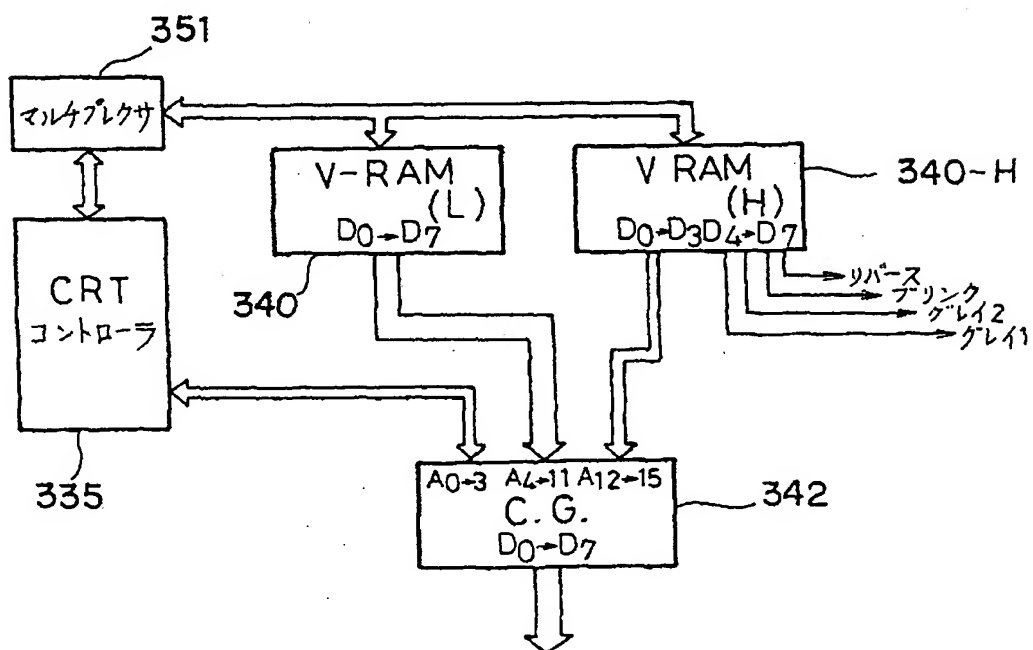 351
マルチプレクサ
V-RAM
(L)
D0→D7
V RAM
(H)
D0→D3D4→D7
340-H
リバース
ブリンク
グレイ2
グレイ1
340
CRT
コントローラ
335
A0→3 A4→11 A12→15
C.G.
D0→D7
342